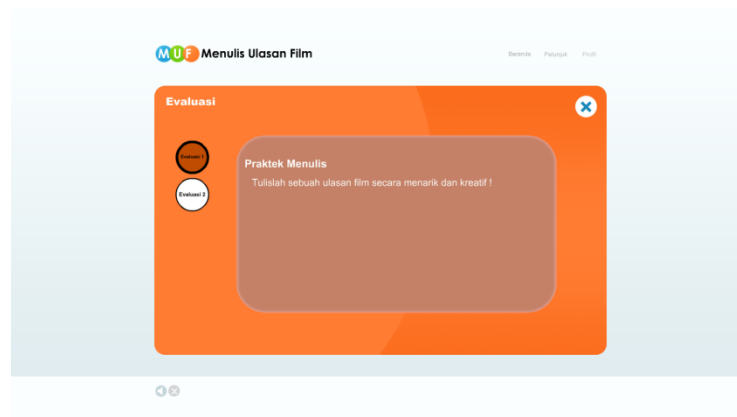 MUF Menulis Ulasan Film
Beranda Petunjuk Profil
Evaluasi
Evaluasi 1
Praktek Menulis
Tulislah sebuah ulasan film secara menarik dan kreatif !
Evaluasi 2